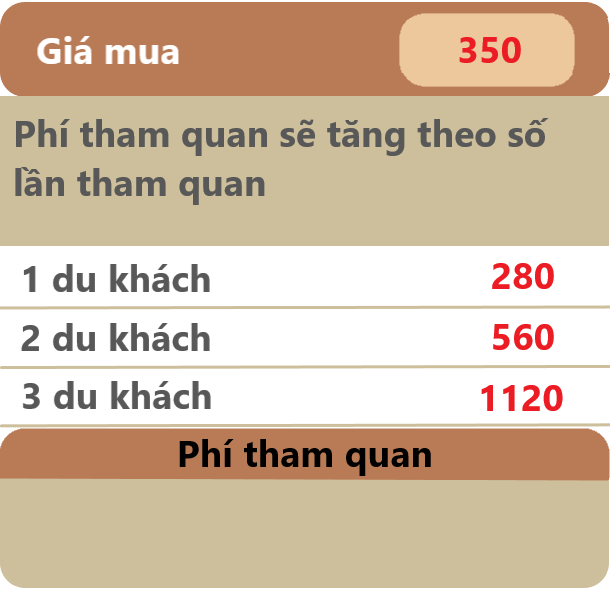 Giá mua 350
Phí tham quan sẽ tăng theo số
lần tham quan
1 du khách 280
2 du khách 560
3 du khách 1120
Phí tham quan